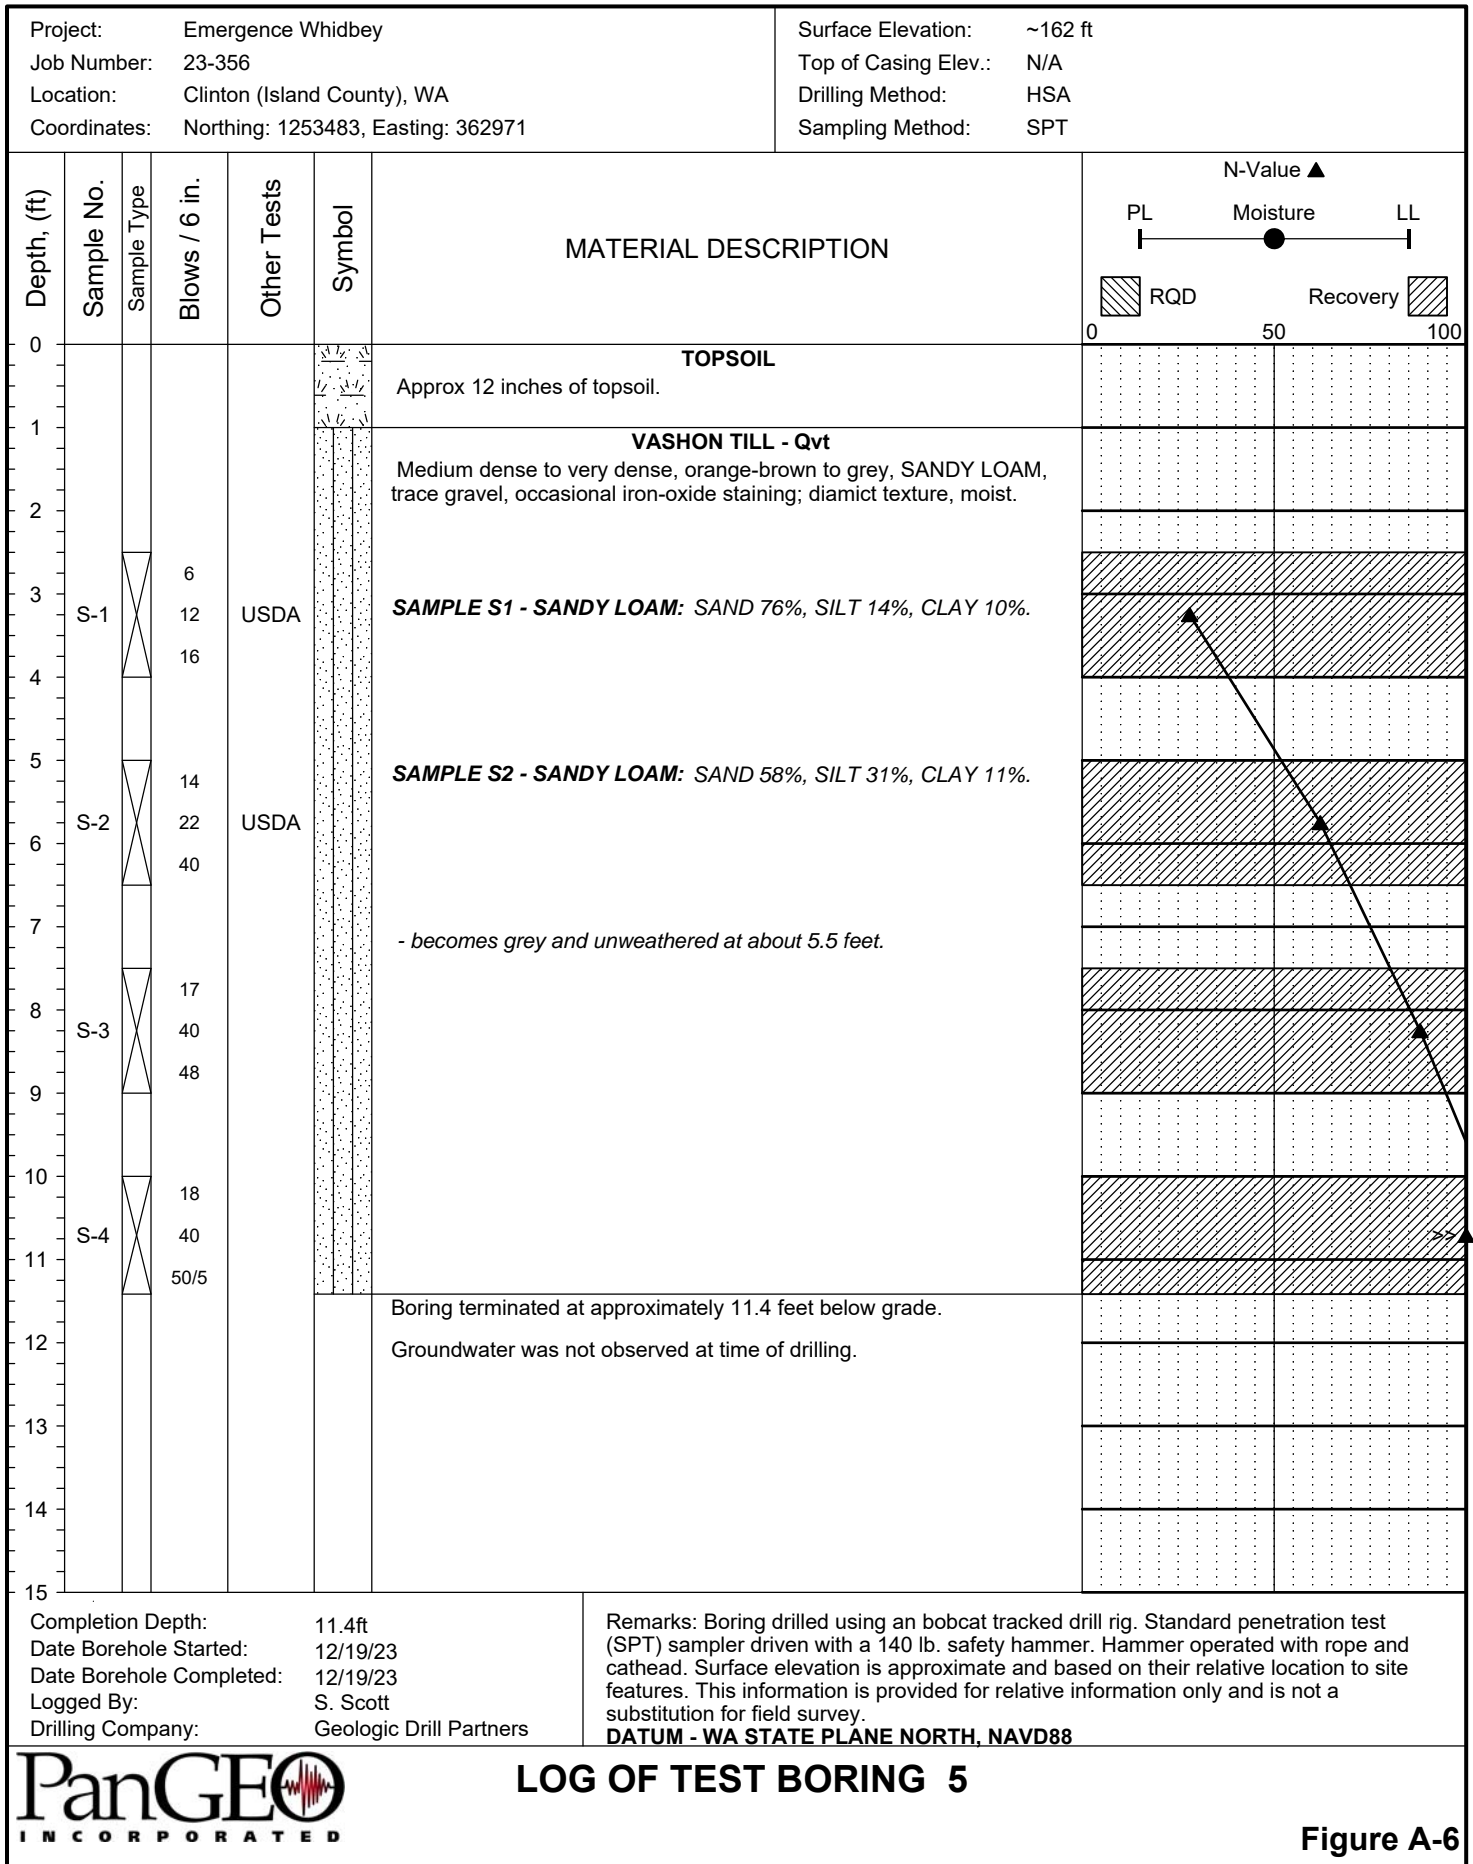 Project: Emergence Whidbey
Job Number: 23-356
Location: Clinton (Island County), WA
Coordinates: Northing: 1253483, Easting: 362971
Surface Elevation: ~162 ft
Top of Casing Elev.: N/A
Drilling Method: HSA
Sampling Method: SPT
Depth, (ft)
Sample No.
Sample Type
Blows / 6 in.
Other Tests
Symbol
MATERIAL DESCRIPTION
N-Value ▲
PL Moisture LL
RQD Recovery
0 50 100
0
TOPSOIL
Approx 12 inches of topsoil.
1
VASHON TILL - Qvt
Medium dense to very dense, orange-brown to grey, SANDY LOAM,
trace gravel, occasional iron-oxide staining; diamict texture, moist.
2
6
3
S-1 12 USDA
SAMPLE S1 - SANDY LOAM: SAND 76%, SILT 14%, CLAY 10%.
16
4
5
SAMPLE S2 - SANDY LOAM: SAND 58%, SILT 31%, CLAY 11%.
14
S-2 22 USDA
6
40
7
- becomes grey and unweathered at about 5.5 feet.
17
8
S-3 40
48
9
10
18
S-4 40
>>
11
50/5
Boring terminated at approximately 11.4 feet below grade.
12
Groundwater was not observed at time of drilling.
13
14
15
Completion Depth: 11.4ft
Date Borehole Started: 12/19/23
Date Borehole Completed: 12/19/23
Logged By: S. Scott
Drilling Company: Geologic Drill Partners
Remarks: Boring drilled using an bobcat tracked drill rig. Standard penetration test
(SPT) sampler driven with a 140 lb. safety hammer. Hammer operated with rope and
cathead. Surface elevation is approximate and based on their relative location to site
features. This information is provided for relative information only and is not a
substitution for field survey.
DATUM - WA STATE PLANE NORTH, NAVD88
PanGEO
INCORPORATED
LOG OF TEST BORING 5
Figure A-6